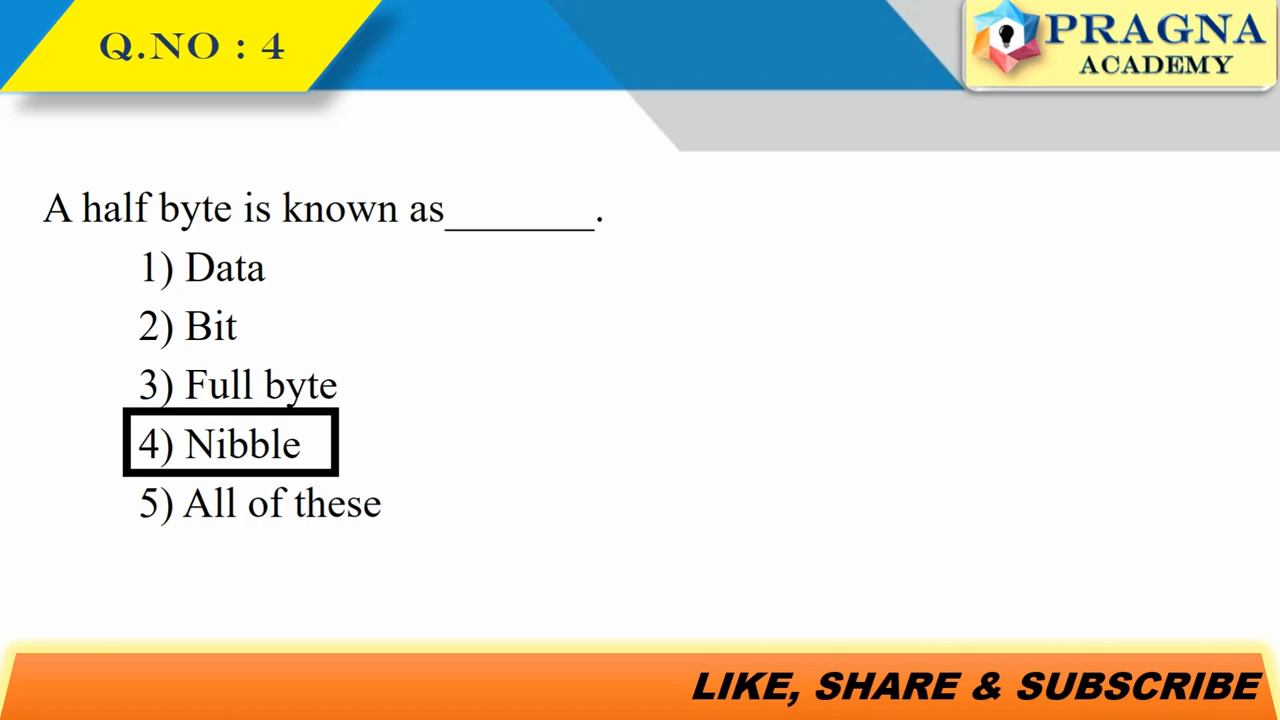 Q.NO : 4
PRAGNA
ACADEMY
A half byte is known as_______.
1) Data
2) Bit
3) Full byte
4) Nibble
5) All of these
LIKE, SHARE & SUBSCRIBE